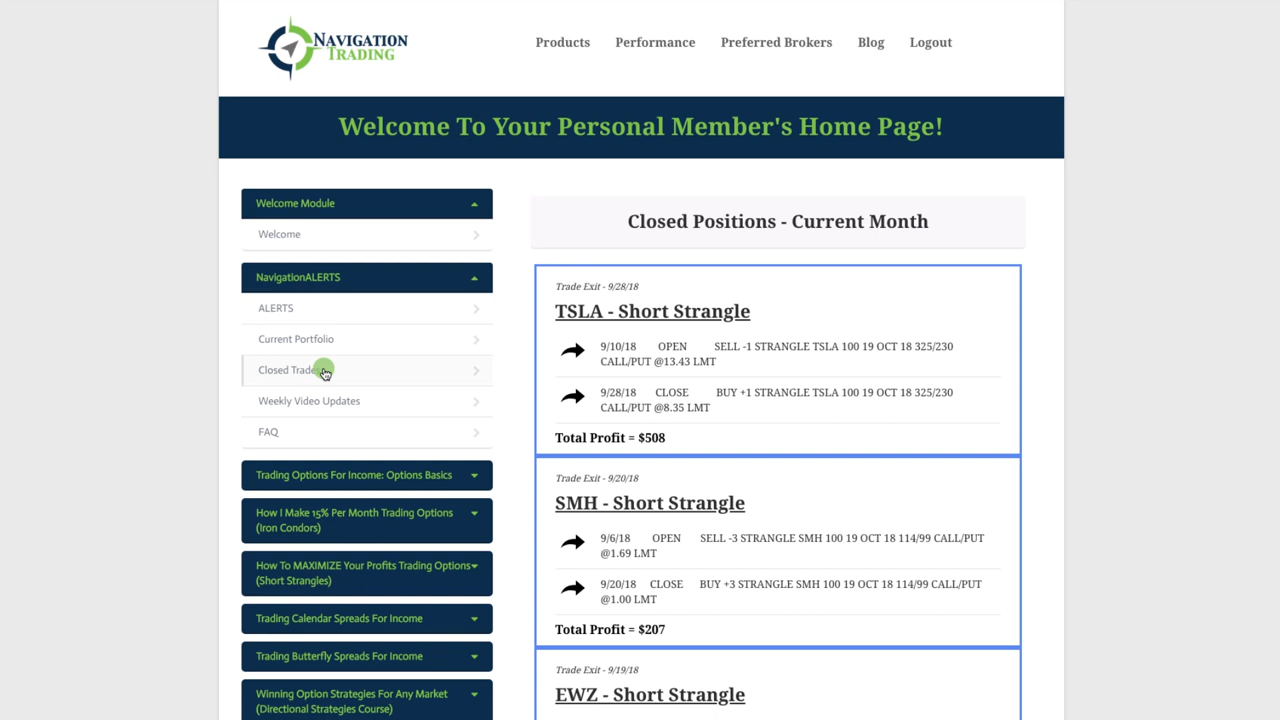 NAVIGATION
TRADING
Products Performance Preferred Brokers Blog Logout
Welcome To Your Personal Member's Home Page!
Welcome Module
Welcome
NavigationALERTS
ALERTS
Current Portfolio
Closed Trades
Weekly Video Updates
FAQ
Trading Options For Income: Options Basics
How I Make 15% Per Month Trading Options
(Iron Condors)
How To MAXIMIZE Your Profits Trading Options
(Short Strangles)
Trading Calendar Spreads For Income
Trading Butterfly Spreads For Income
Winning Option Strategies For Any Market
(Directional Strategies Course)
Closed Positions - Current Month
Trade Exit - 9/28/18
TSLA - Short Strangle
9/10/18 OPEN SELL -1 STRANGLE TSLA 100 19 OCT 18 325/230
CALL/PUT @13.43 LMT
9/28/18 CLOSE BUY +1 STRANGLE TSLA 100 19 OCT 18 325/230
CALL/PUT @8.35 LMT
Total Profit = $508
Trade Exit - 9/20/18
SMH - Short Strangle
9/6/18 OPEN SELL -3 STRANGLE SMH 100 19 OCT 18 114/99 CALL/PUT
@1.69 LMT
9/20/18 CLOSE BUY +3 STRANGLE SMH 100 19 OCT 18 114/99 CALL/PUT
@1.00 LMT
Total Profit = $207
Trade Exit - 9/19/18
EWZ - Short Strangle